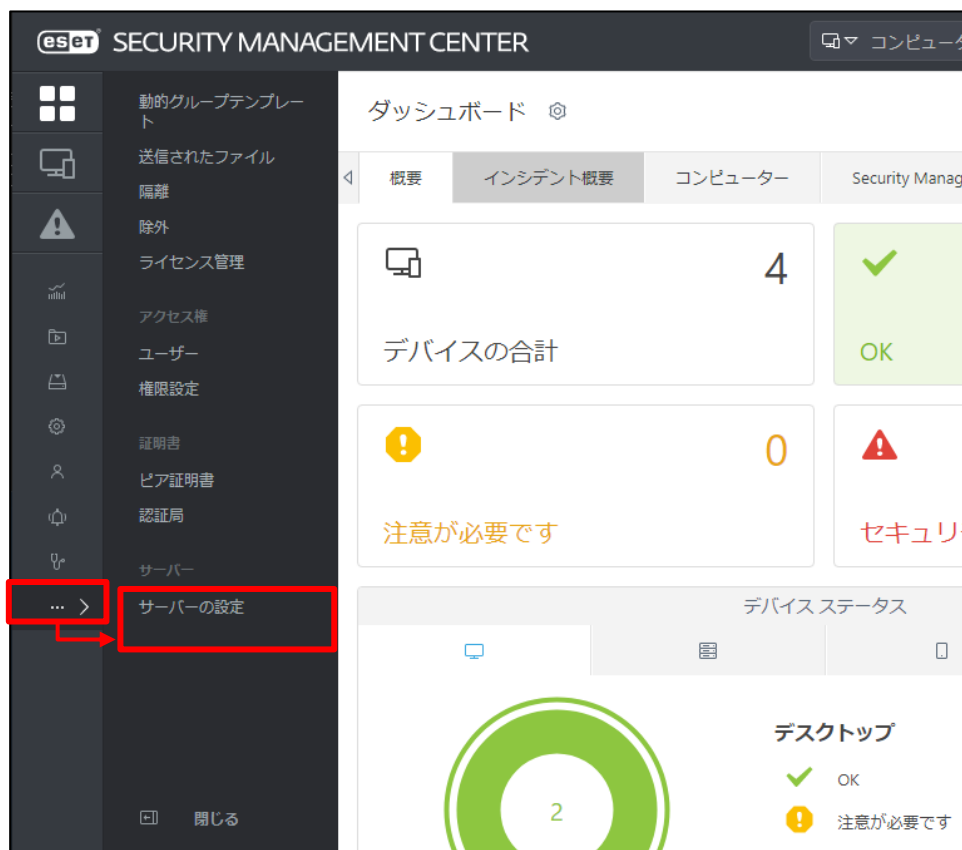 eset SECURITY MANAGEMENT CENTER
コンピュータ
動的グループテンプレー
ト
送信されたファイル
隔離
除外
ライセンス管理
アクセス権
ユーザー
権限設定
証明書
ピア証明書
認証局
サーバー
サーバーの設定
閉じる
ダッシュボード
概要
インシデント概要
コンピューター
Security Manag
4
デバイスの合計
OK
0
注意が必要です
セキュリ
デバイス ステータス
2
デスクトップ
OK
注意が必要です